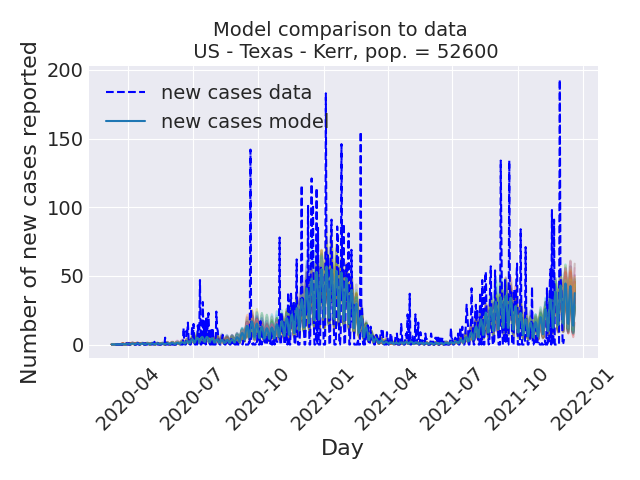 Model comparison to data
US - Texas - Kerr, pop. = 52600
Number of new cases reported
200
150
100
50
0
new cases data
new cases model
2020-04
2020-07
2020-10
2021-01
2021-04
2021-07
2021-10
2022-01
Day